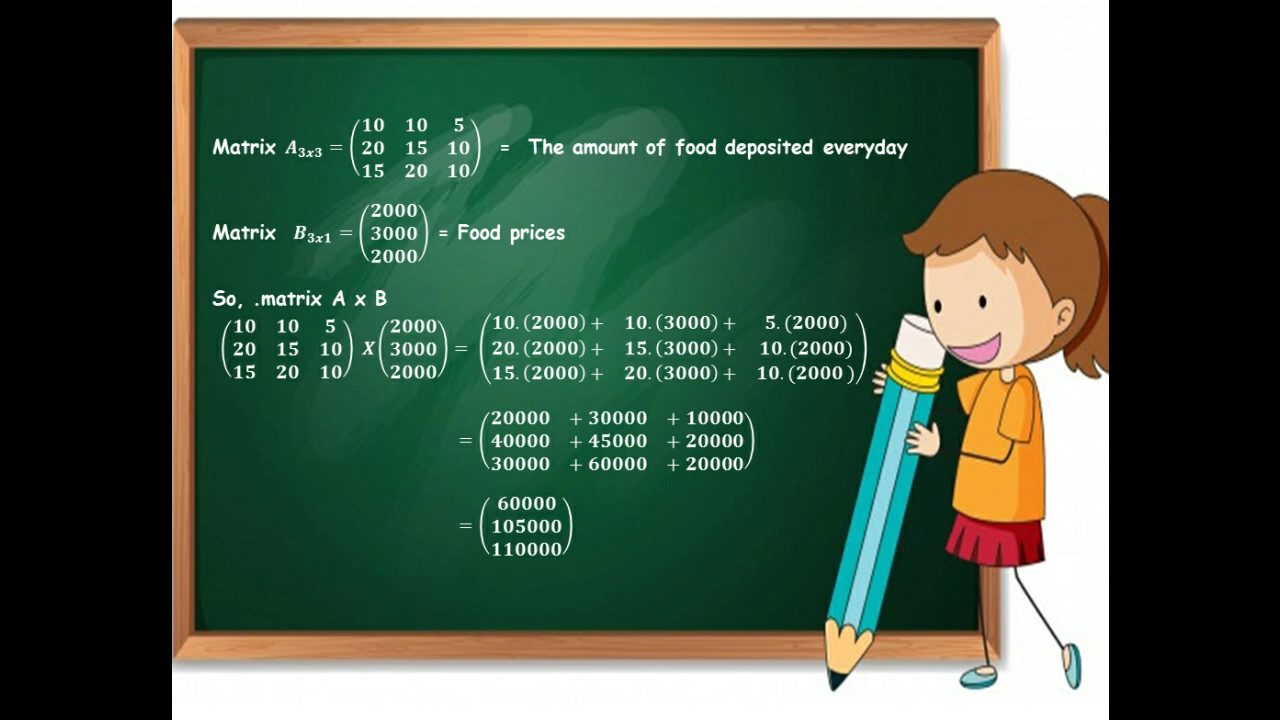 10 10 5
Matrix A3x3 = 20 15 10 = The amount of food deposited everyday
15 20 10
2000
Matrix B3x1 = 3000 = Food prices
2000
So, .matrix A x B
10 10 5 2000 10.(2000)+ 10.(3000)+ 5.(2000)
20 15 10 X 3000 = 20.(2000)+ 15.(3000)+ 10.(2000)
15 20 10 2000 15.(2000)+ 20.(3000)+ 10.(2000 )
20000 + 30000 + 10000
= 40000 + 45000 + 20000
30000 + 60000 + 20000
60000
= 105000
110000